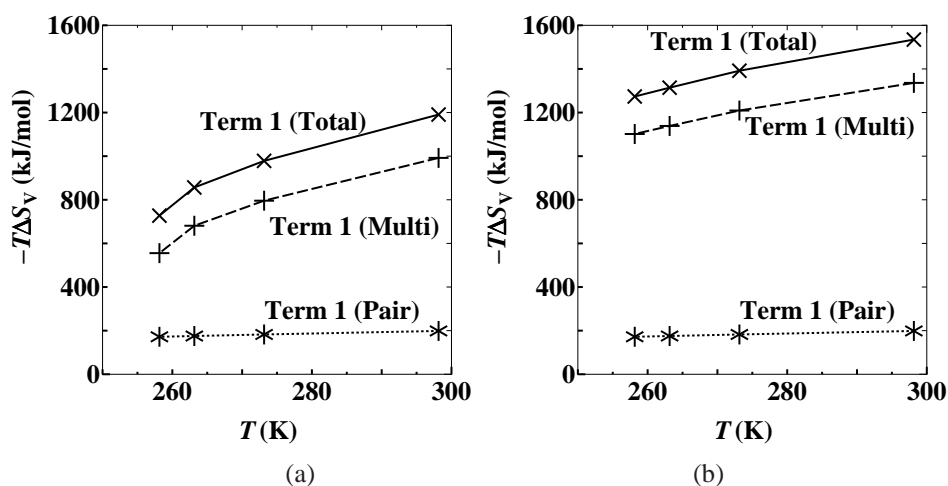 1600
1200
800
400
0
−TΔS_V (kJ/mol)
Term 1 (Total)
Term 1 (Multi)
Term 1 (Pair)
260 280 300
T (K)
(a)
1600
1200
800
400
0
−TΔS_V (kJ/mol)
Term 1 (Total)
Term 1 (Multi)
Term 1 (Pair)
260 280 300
T (K)
(b)